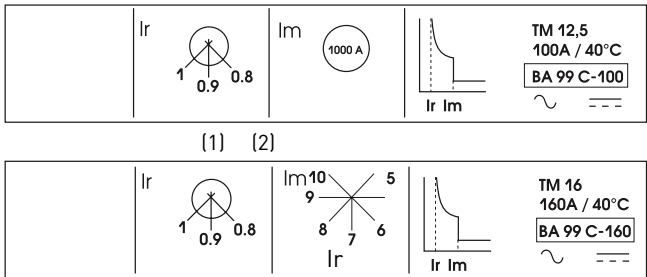 Ir
1 0.9 0.8
Im
1000 A
Ir Im
TM 12,5
100A / 40°C
BA 99 C-100
(1) (2)
Ir
1 0.9 0.8
Im 10 5
9
8 7 6
Ir
Ir Im
TM 16
160A / 40°C
BA 99 C-160